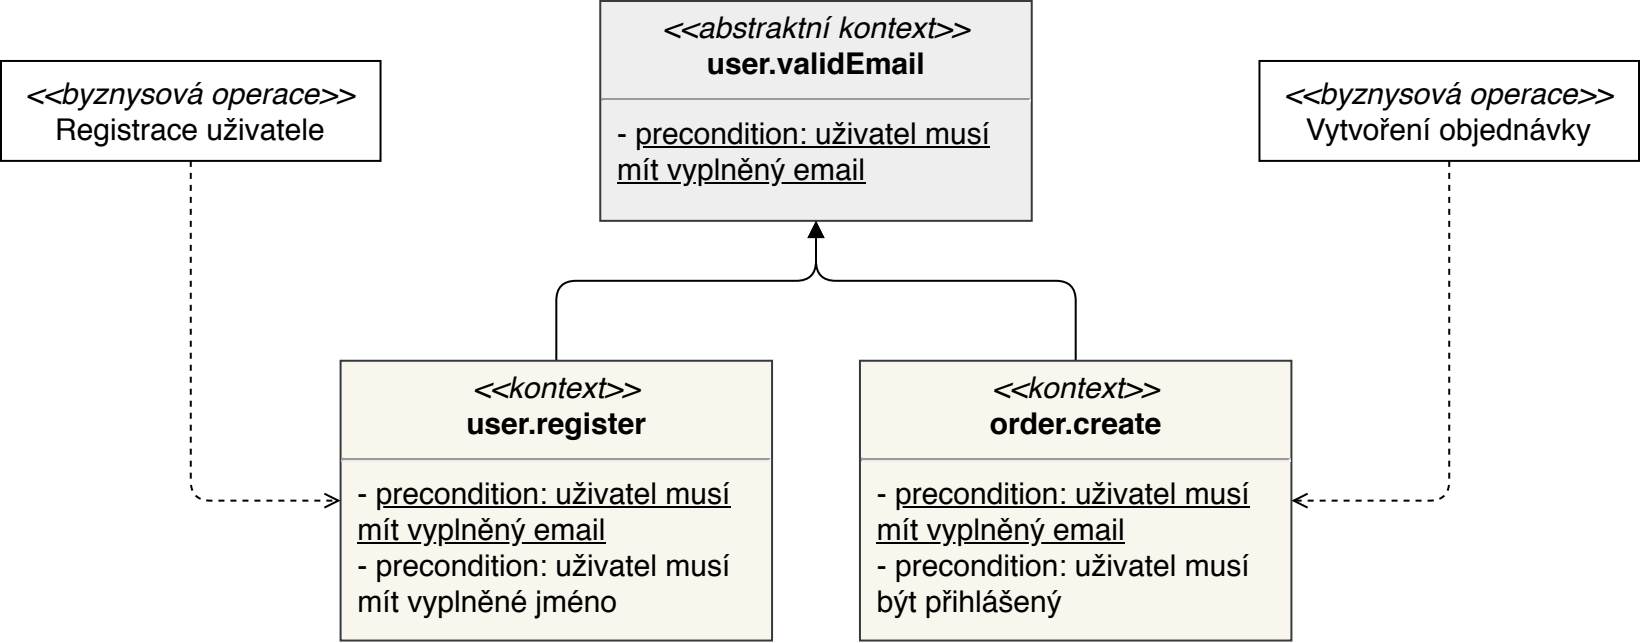 <<abstraktní kontext>>
user.validEmail
- precondition: uživatel musí
mít vyplněný email
<<byznysová operace>>
Registrace uživatele
<<byznysová operace>>
Vytvoření objednávky
<<kontext>>
user.register
- precondition: uživatel musí
mít vyplněný email
- precondition: uživatel musí
mít vyplněné jméno
<<kontext>>
order.create
- precondition: uživatel musí
mít vyplněný email
- precondition: uživatel musí
být přihlášený